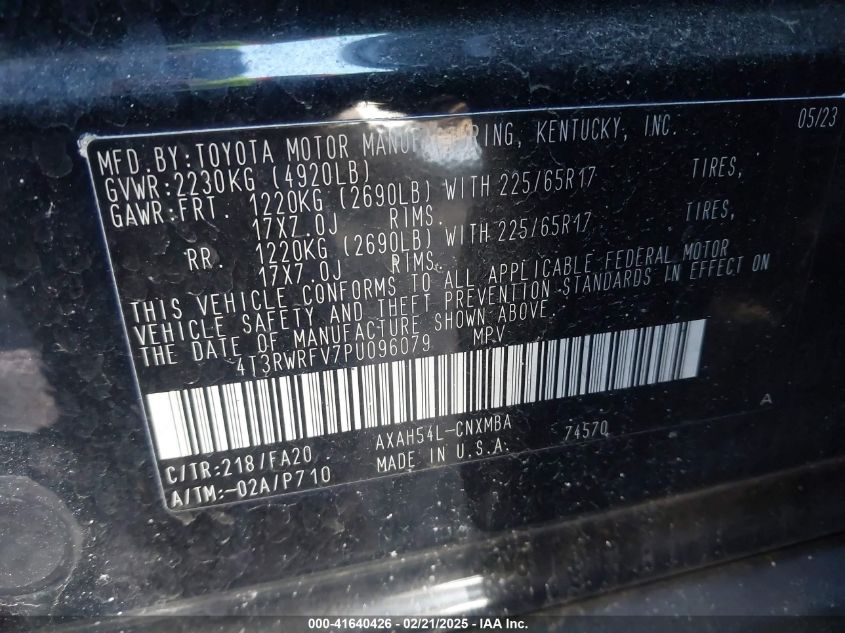 05/23
MFD.BY:TOYOTA MOTOR MANUFACTURING, KENTUCKY, INC.
GVWR:2230KG (4920LB)
GAWR:FRT. 1220KG (2690LB) WITH 225/65R17 TIRES,
17X7.0J RIMS.
RR. 1220KG (2690LB) WITH 225/65R17 TIRES,
17X7.0J RIMS.
THIS VEHICLE CONFORMS TO ALL APPLICABLE FEDERAL MOTOR
VEHICLE SAFETY AND THEFT PREVENTION STANDARDS IN EFFECT ON
THE DATE OF MANUFACTURE SHOWN ABOVE.
4T3RWRFV7PU096079 MPV
A
AXAH54L-CNXMBA 74570
C/TR:218/FA20 MADE IN U.S.A.
A/TM:-02A/P710
000-41640426 - 02/21/2025 - IAA Inc.